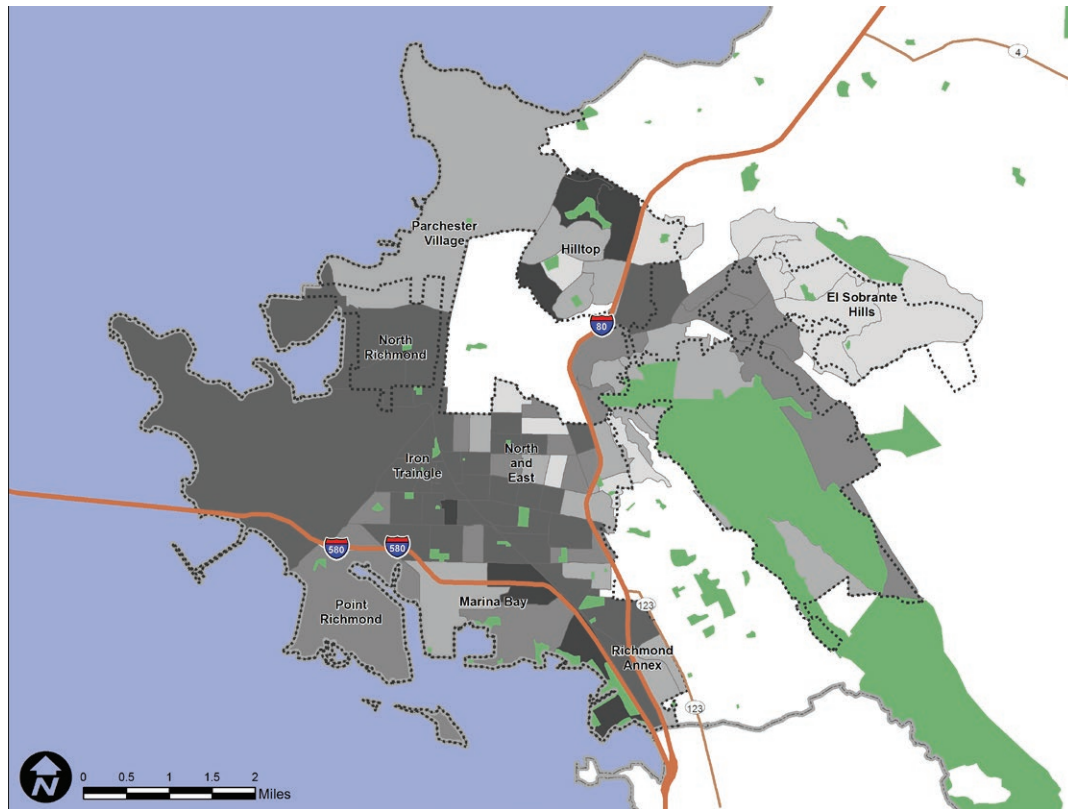 4
Parchester
Village
Hilltop
El Sobrante
Hills
80
North
Richmond
Iron
Traingle
North
and
East
580
580
Point
Richmond
Marina Bay
123
Richmond
Annex
123
N
0 0.5 1 1.5 2
Miles